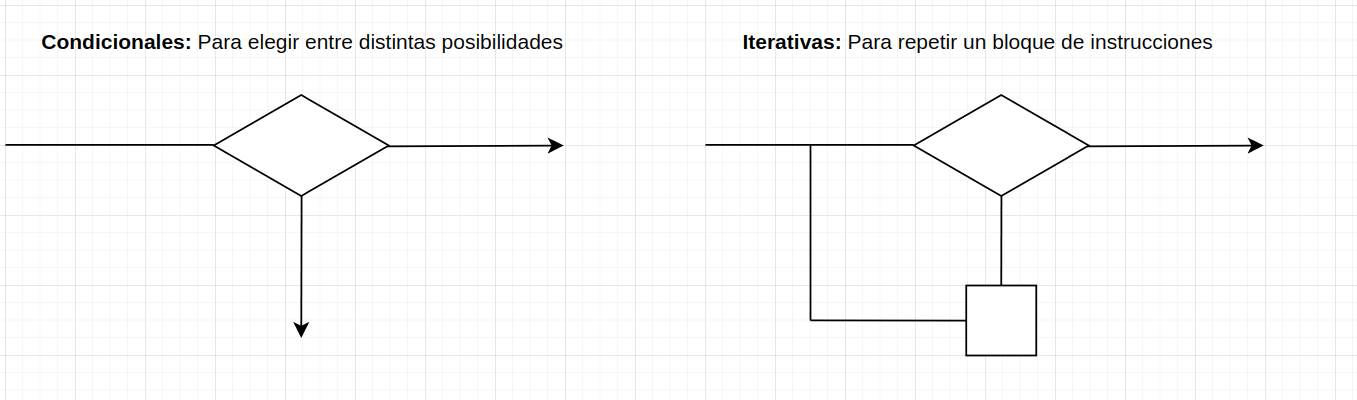 Condicionales: Para elegir entre distintas posibilidades
Iterativas: Para repetir un bloque de instrucciones